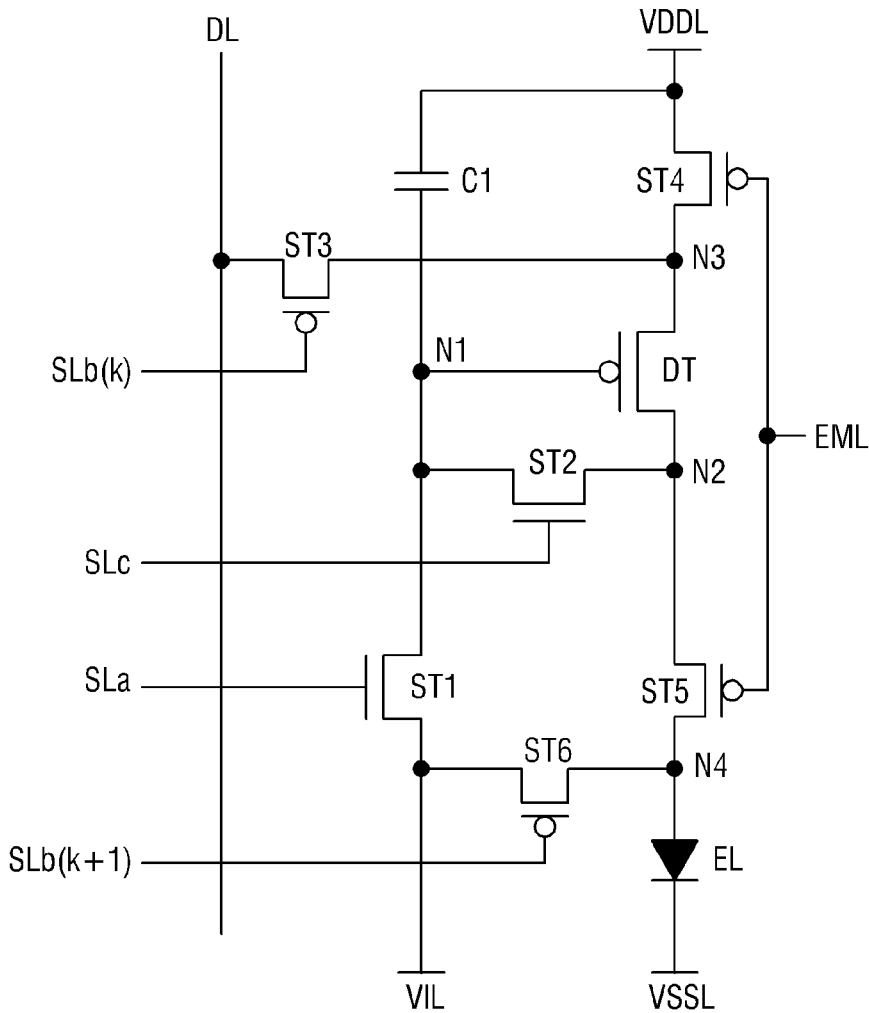 DL
VDDL
C1
ST4
ST3
N3
SLb(k)
N1
DT
EML
ST2
N2
SLc
SLa
ST1
ST5
ST6
N4
SLb(k+1)
EL
VIL
VSSL